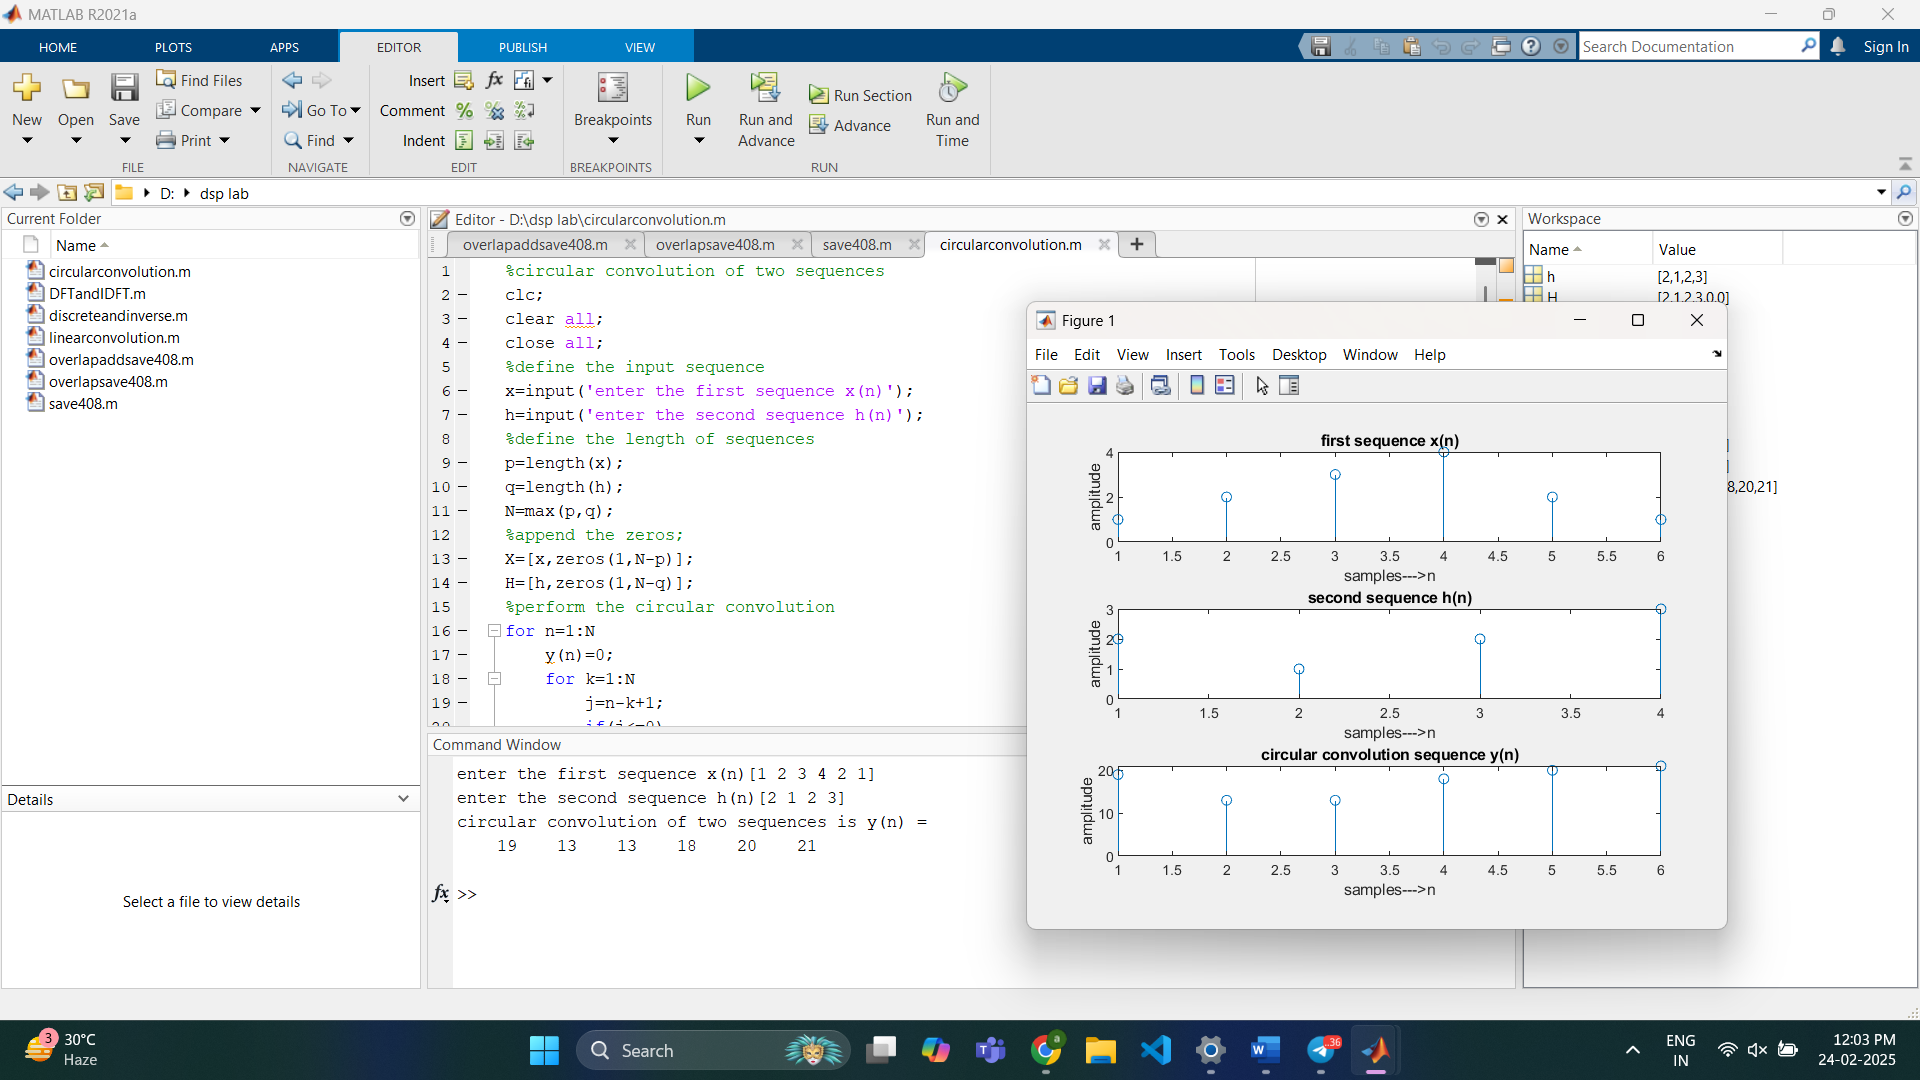 MATLAB R2021a
HOME PLOTS APPS EDITOR PUBLISH VIEW
Search Documentation
Sign In
New
Open
Save
Find Files
Compare
Print
FILE
Go To
Find
NAVIGATE
Insert
fx
fi
Comment
%
Indent
EDIT
Breakpoints
BREAKPOINTS
Run
Run and
Advance
Run Section
Advance
Run and
Time
RUN
D: dsp lab
Current Folder
Name
circularconvolution.m
DFTandIDFT.m
discreteandinverse.m
linearconvolution.m
overlapaddsave408.m
overlapsave408.m
save408.m
Details
Select a file to view details
Editor - D:\dsp lab\circularconvolution.m
overlapaddsave408.m overlapsave408.m save408.m circularconvolution.m
1 %circular convolution of two sequences
2 – clc;
3 – clear all;
4 – close all;
5 %define the input sequence
6 – x=input('enter the first sequence x(n)');
7 – h=input('enter the second sequence h(n)');
8 %define the length of sequences
9 – p=length(x);
10 – q=length(h);
11 – N=max(p,q);
12 %append the zeros;
13 – X=[x,zeros(1,N-p)];
14 – H=[h,zeros(1,N-q)];
15 %perform the circular convolution
16 – for n=1:N
17 – y(n)=0;
18 – for k=1:N
19 – j=n-k+1;
20 – if(j<=0)
Command Window
enter the first sequence x(n)[1 2 3 4 2 1]
enter the second sequence h(n)[2 1 2 3]
circular convolution of two sequences is y(n) =
19 13 13 18 20 21
fx >>
Workspace
Name Value
h [2,1,2,3]
H [2,1,2,3,0,0]
]
]
8,20,21]
Figure 1
File Edit View Insert Tools Desktop Window Help
first sequence x(n)
amplitude
4
2
0
1 1.5 2 2.5 3 3.5 4 4.5 5 5.5 6
samples--->n
second sequence h(n)
amplitude
3
2
1
0
1 1.5 2 2.5 3 3.5 4
samples--->n
circular convolution sequence y(n)
amplitude
20
10
0
1 1.5 2 2.5 3 3.5 4 4.5 5 5.5 6
samples--->n
3
30°C
Haze
Search
a
36
ENG
IN
12:03 PM
24-02-2025